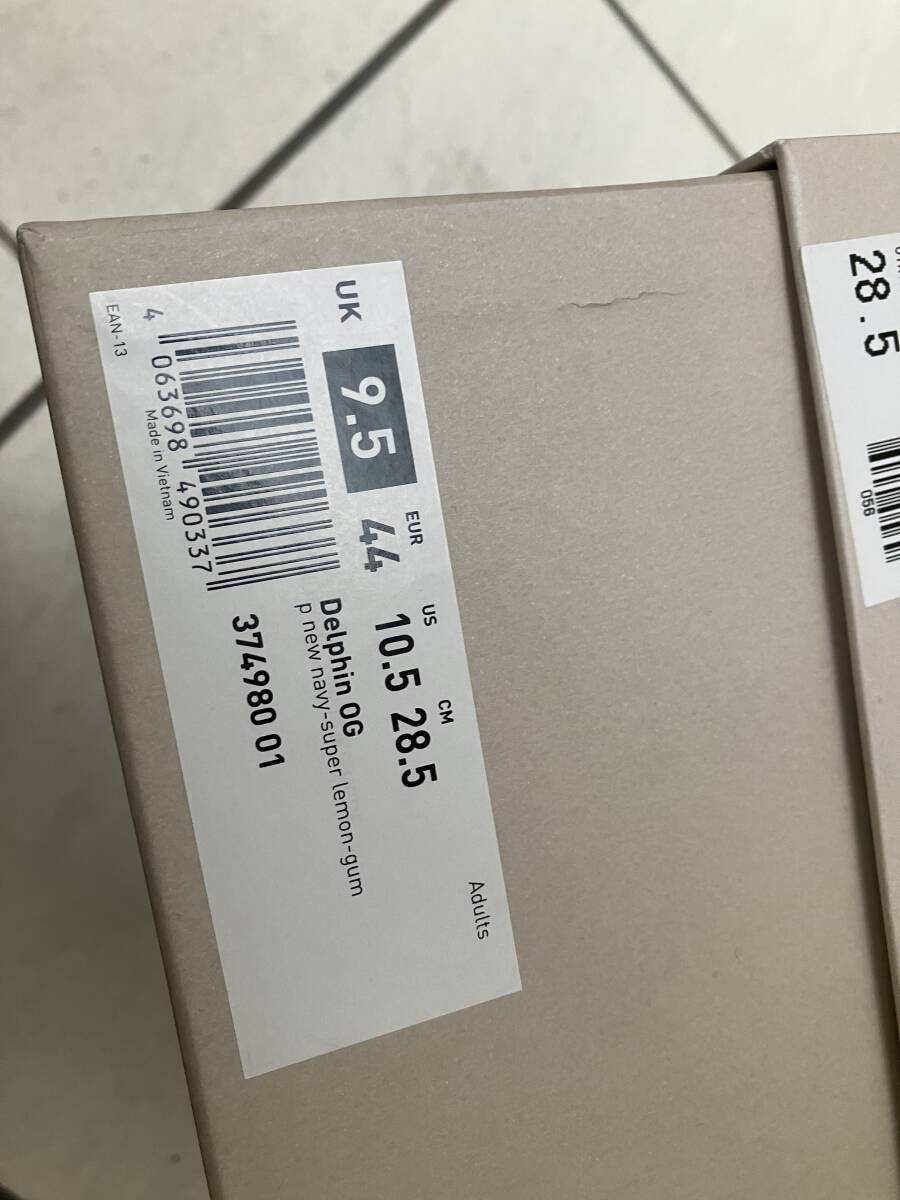 UK
9.5
EUR
44
US
10.5
CM
28.5
Adults
Delphin OG
p new navy-super lemon-gum
374980 01
4 063698 490337
EAN-13
Made in Vietnam
28.5
056